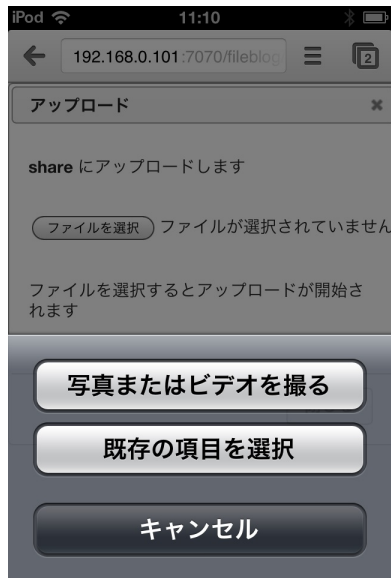 iPod 11:10
192.168.0.101:7070/fileblog
2
アップロード
share にアップロードします
ファイルを選択 ファイルが選択されていません
ファイルを選択するとアップロードが開始さ
れます
写真またはビデオを撮る
既存の項目を選択
キャンセル